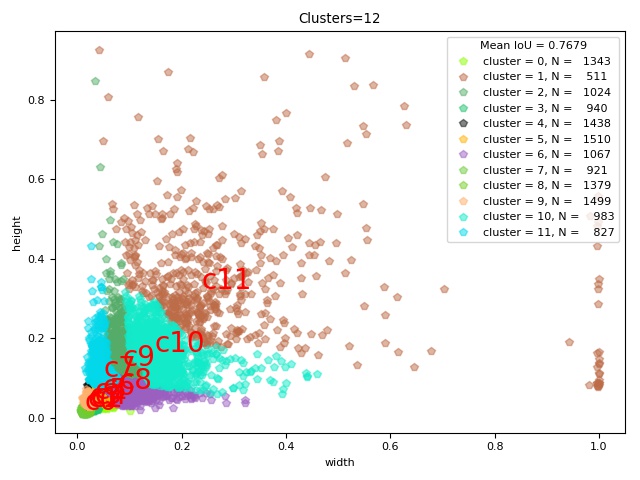 Clusters=12
Mean IoU = 0.7679
cluster = 0, N = 1343
cluster = 1, N = 511
cluster = 2, N = 1024
cluster = 3, N = 940
cluster = 4, N = 1438
cluster = 5, N = 1510
cluster = 6, N = 1067
cluster = 7, N = 921
cluster = 8, N = 1379
cluster = 9, N = 1499
cluster = 10, N = 983
cluster = 11, N = 827
height
0.8
0.6
0.4
0.2
0.0
c11
c10
c9
c7
c8
0.0 0.2 0.4 0.6 0.8 1.0
width